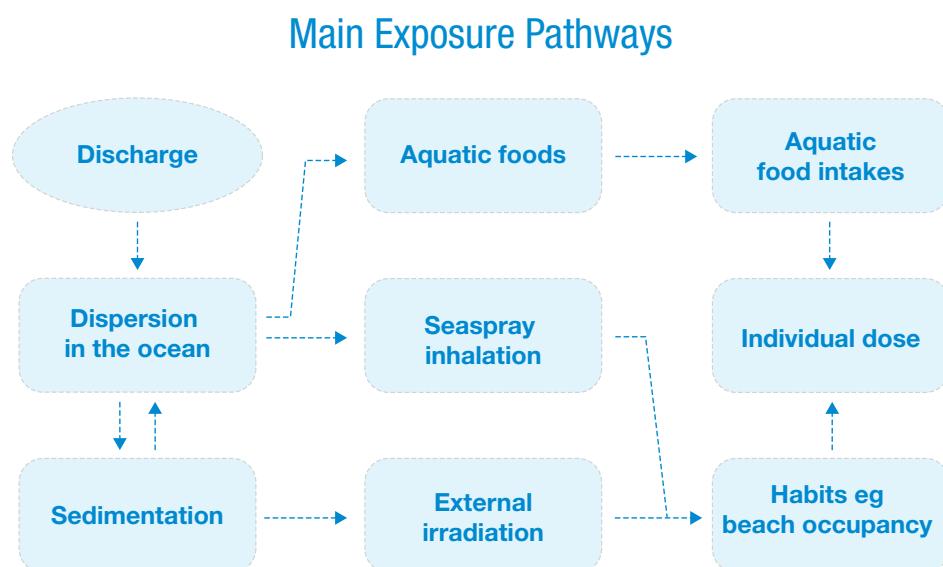 Main Exposure Pathways
Discharge
Aquatic foods
Aquatic
food intakes
Dispersion
in the ocean
Seaspray
inhalation
Individual dose
Sedimentation
External
irradiation
Habits eg
beach occupancy